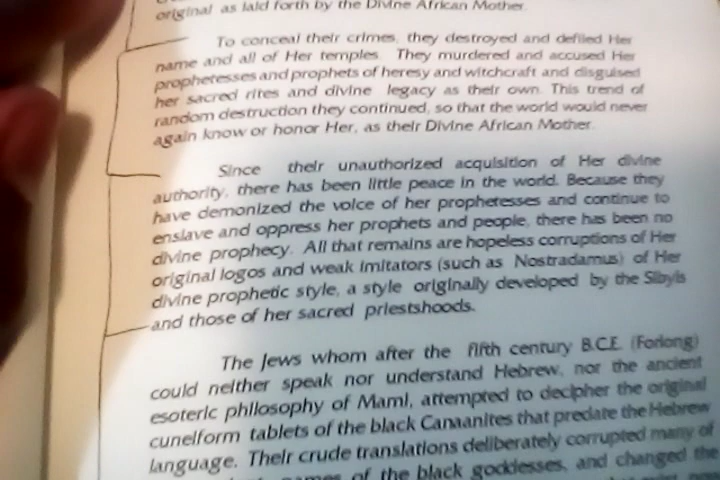 original as laid forth by the Divine African Mother.
To conceal their crimes, they destroyed and defiled Her
name and all of Her temples. They murdered and accused Her
prophetesses and prophets of heresy and witchcraft and disguised
her sacred rites and divine legacy as their own. This trend of
random destruction they continued, so that the world would never
again know or honor Her, as their Divine African Mother.
Since their unauthorized acquisition of Her divine
authority, there has been little peace in the world. Because they
have demonized the voice of her prophetesses and continue to
enslave and oppress her prophets and people, there has been no
divine prophecy. All that remains are hopeless corruptions of Her
original logos and weak imitators (such as Nostradamus) of Her
divine prophetic style, a style originally developed by the Sibyls
and those of her sacred priestshoods.
The Jews whom after the fifth century B.C.E. (Forlong)
could neither speak nor understand Hebrew, nor the ancient
esoteric philosophy of Mami, attempted to decipher the original
cuneiform tablets of the black Canaanites that predate the Hebrew
language. Their crude translations deliberately corrupted many of
names of the black goddesses, and changed the